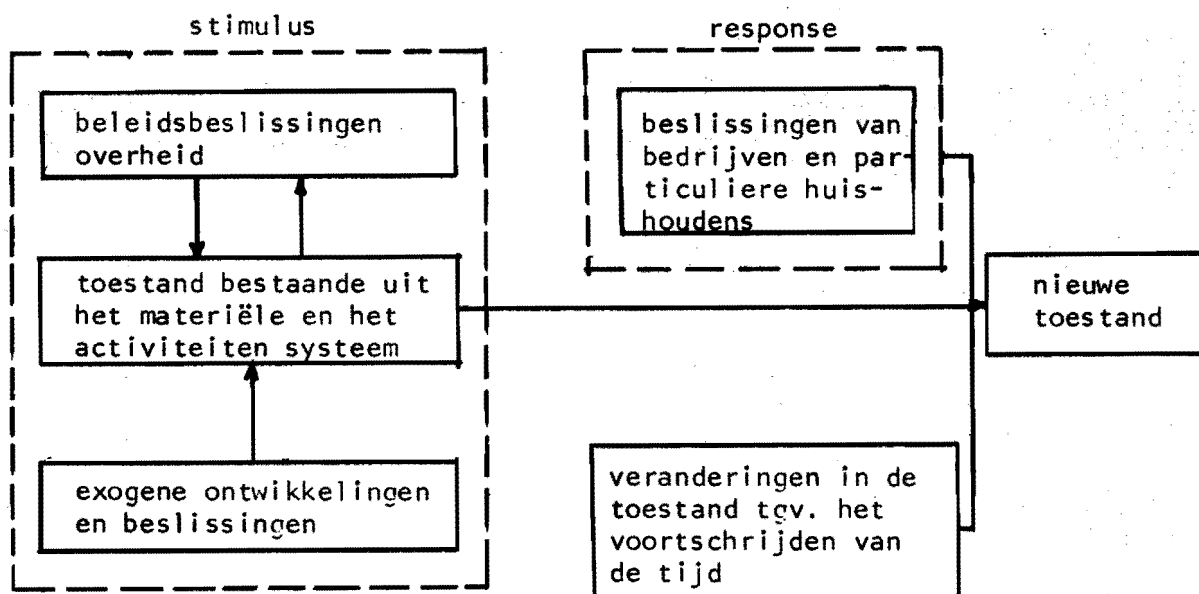 stimulus
beleidsbeslissingen
overheid
toestand bestaande uit
het materiële en het
activiteiten systeem
exogene ontwikkelingen
en beslissingen
response
beslissingen van
bedrijven en par-
ticuliere huis-
houdens
veranderingen in de
toestand tgv. het
voortschrijden van
de tijd
nieuwe
toestand